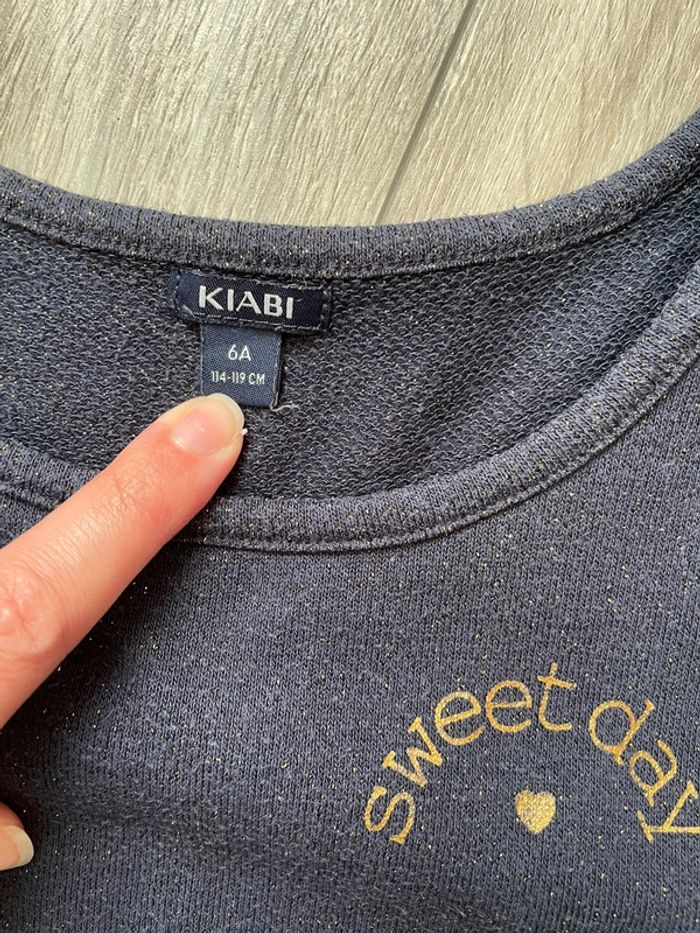 KIABI
6A
114-119 CM
sweet day